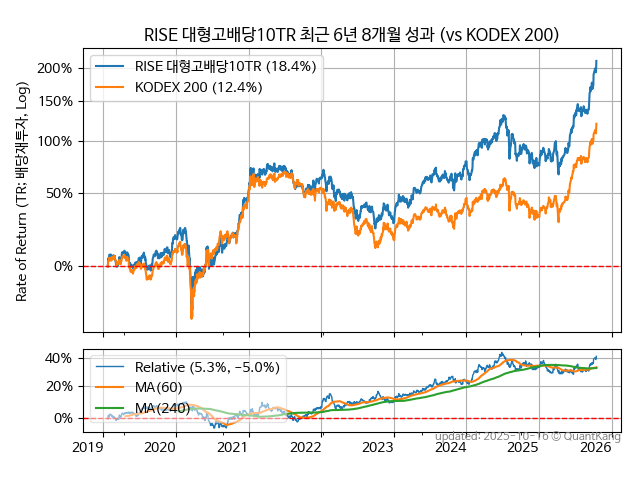 RISE 대형고배당10TR 최근 6년 8개월 성과 (vs KODEX 200)
Rate of Return (TR: 배당재투자, Log)
200%
150%
100%
50%
0%
RISE 대형고배당10TR (18.4%)
KODEX 200 (12.4%)
40%
20%
0%
Relative (5.3%, -5.0%)
MA(60)
MA(240)
2019 2020 2021 2022 2023 2024 2025 2026
updated: 2025-10-16 © QuantKang